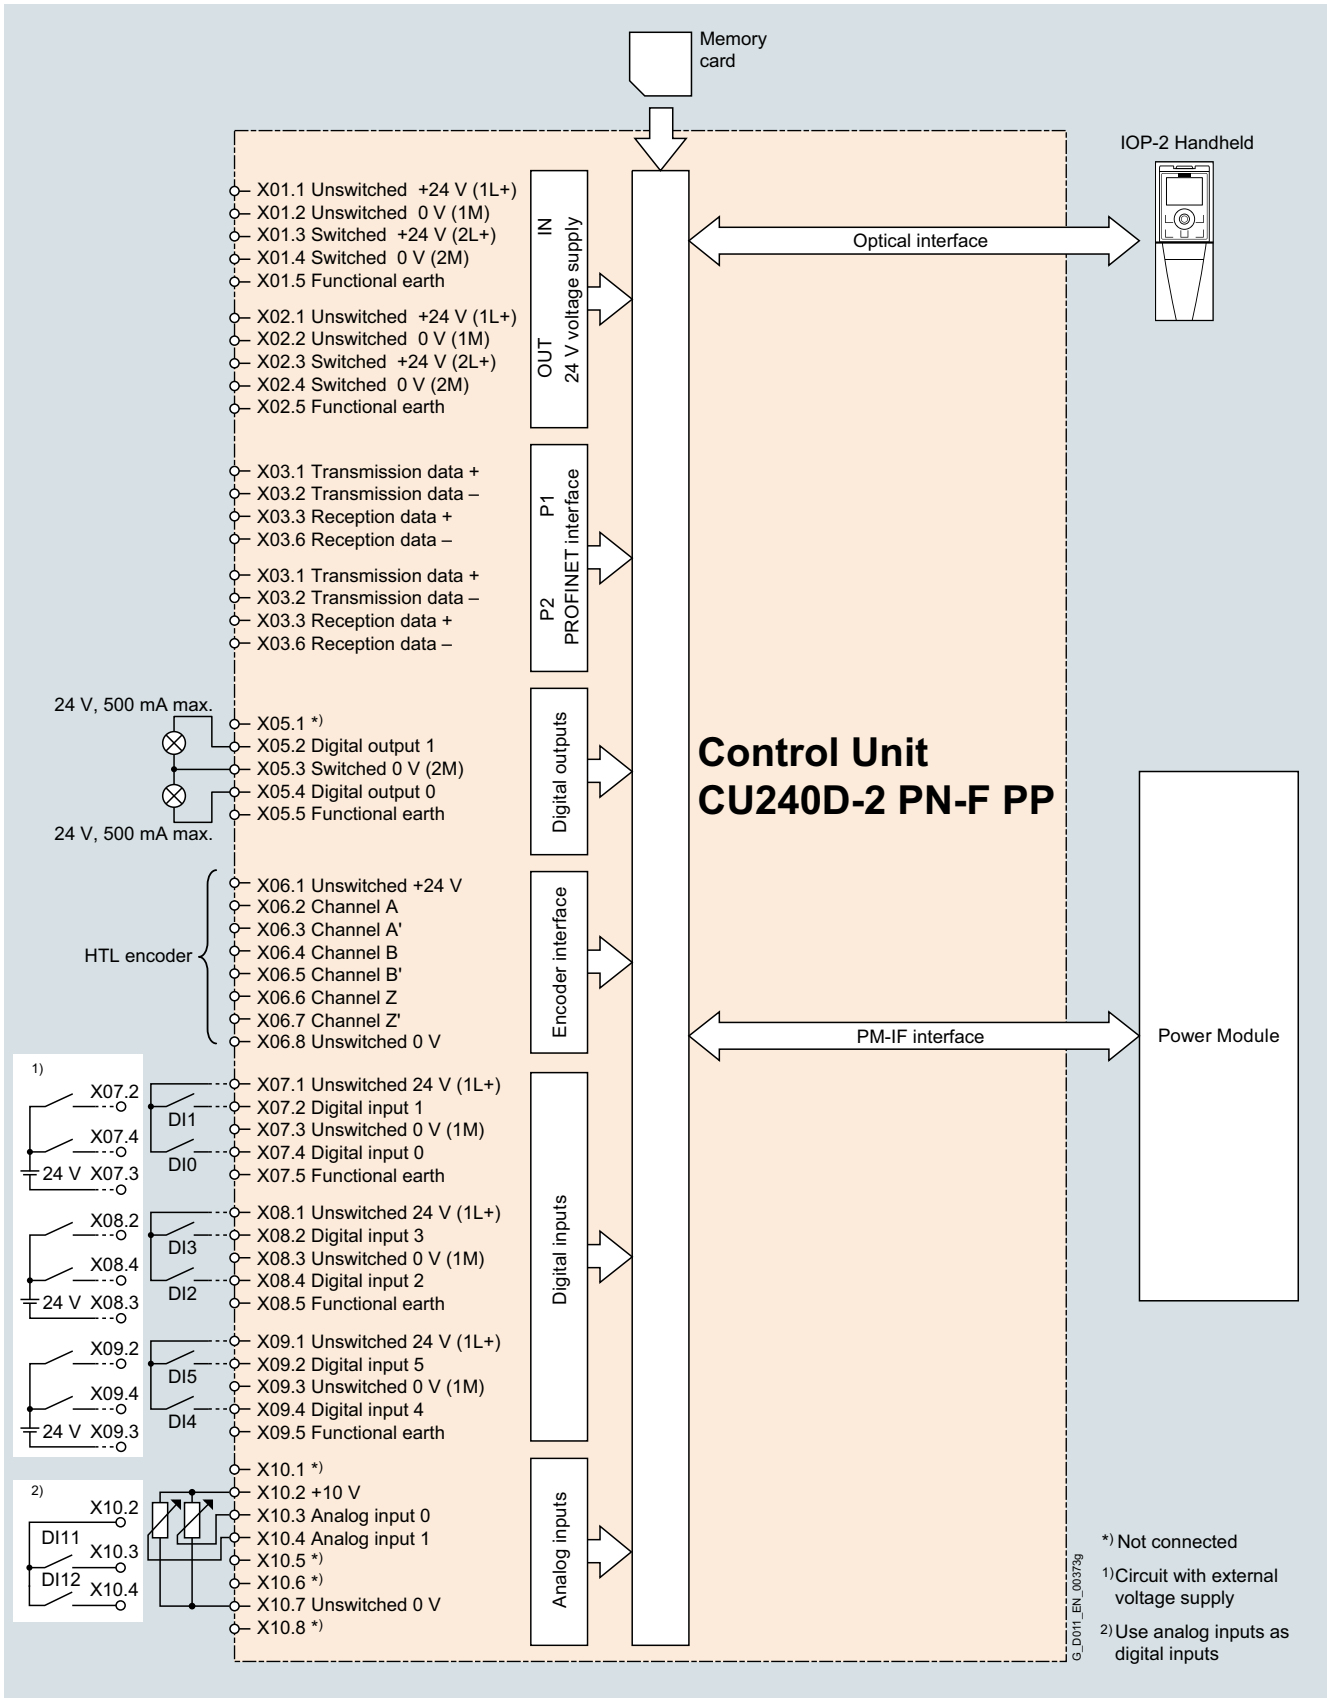 Memory
card
IOP-2 Handheld
X01.1 Unswitched +24 V (1L+)
X01.2 Unswitched 0 V (1M)
X01.3 Switched +24 V (2L+)
X01.4 Switched 0 V (2M)
X01.5 Functional earth
X02.1 Unswitched +24 V (1L+)
X02.2 Unswitched 0 V (1M)
X02.3 Switched +24 V (2L+)
X02.4 Switched 0 V (2M)
X02.5 Functional earth
OUT IN
24 V voltage supply
Optical interface
X03.1 Transmission data +
X03.2 Transmission data –
X03.3 Reception data +
X03.6 Reception data –
X03.1 Transmission data +
X03.2 Transmission data –
X03.3 Reception data +
X03.6 Reception data –
P2 P1
PROFINET interface
24 V, 500 mA max.
X05.1 *)
X05.2 Digital output 1
X05.3 Switched 0 V (2M)
X05.4 Digital output 0
X05.5 Functional earth
24 V, 500 mA max.
Digital outputs
Control Unit
CU240D-2 PN-F PP
HTL encoder
X06.1 Unswitched +24 V
X06.2 Channel A
X06.3 Channel A'
X06.4 Channel B
X06.5 Channel B'
X06.6 Channel Z
X06.7 Channel Z'
X06.8 Unswitched 0 V
Encoder interface
PM-IF interface
Power Module
1)
X07.2
X07.4
24 V X07.3
DI1
DI0
X07.1 Unswitched 24 V (1L+)
X07.2 Digital input 1
X07.3 Unswitched 0 V (1M)
X07.4 Digital input 0
X07.5 Functional earth
X08.2
X08.4
24 V X08.3
DI3
DI2
X08.1 Unswitched 24 V (1L+)
X08.2 Digital input 3
X08.3 Unswitched 0 V (1M)
X08.4 Digital input 2
X08.5 Functional earth
X09.2
X09.4
24 V X09.3
DI5
DI4
X09.1 Unswitched 24 V (1L+)
X09.2 Digital input 5
X09.3 Unswitched 0 V (1M)
X09.4 Digital input 4
X09.5 Functional earth
Digital inputs
2)
X10.2
DI11
X10.3
DI12
X10.4
X10.1 *)
X10.2 +10 V
X10.3 Analog input 0
X10.4 Analog input 1
X10.5 *)
X10.6 *)
X10.7 Unswitched 0 V
X10.8 *)
Analog inputs
G_D011_EN_00373g
*) Not connected
1) Circuit with external
voltage supply
2) Use analog inputs as
digital inputs